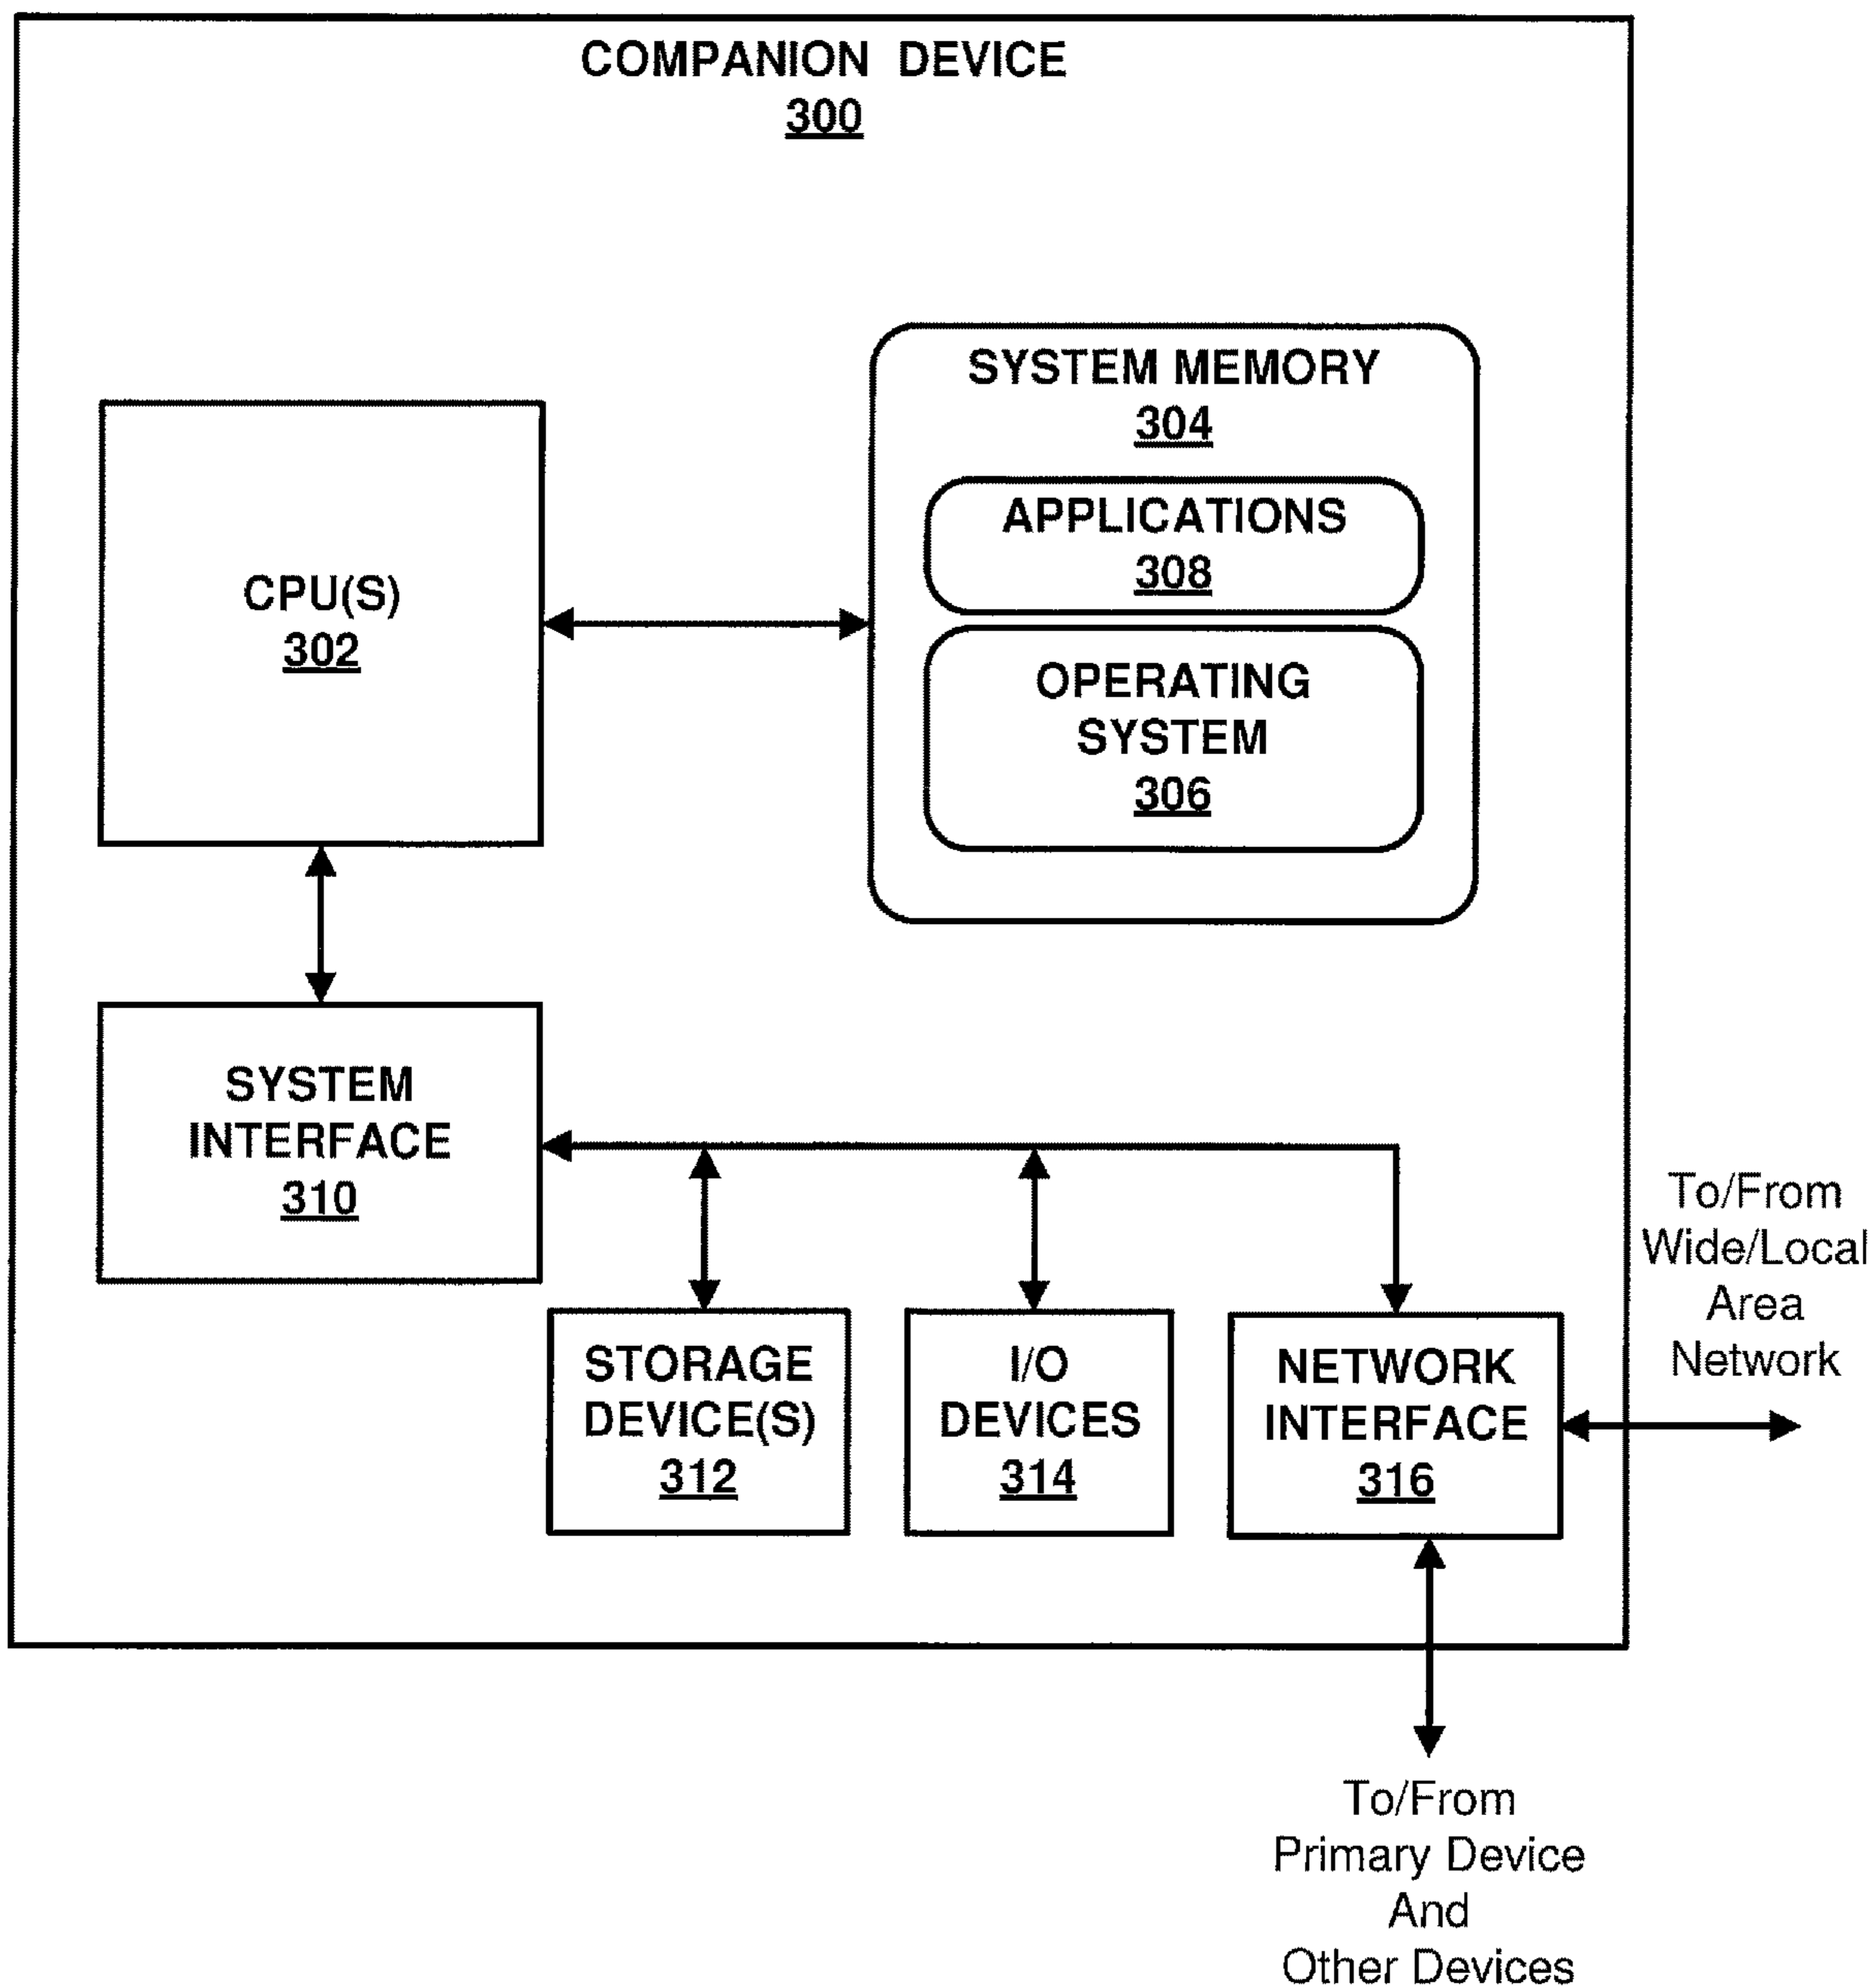 COMPANION DEVICE
300
SYSTEM MEMORY
304
APPLICATIONS
308
OPERATING
SYSTEM
306
CPU(S)
302
SYSTEM
INTERFACE
310
STORAGE
DEVICE(S)
312
I/O
DEVICES
314
NETWORK
INTERFACE
316
To/From
Wide/Local
Area
Network
To/From
Primary Device
And
Other Devices